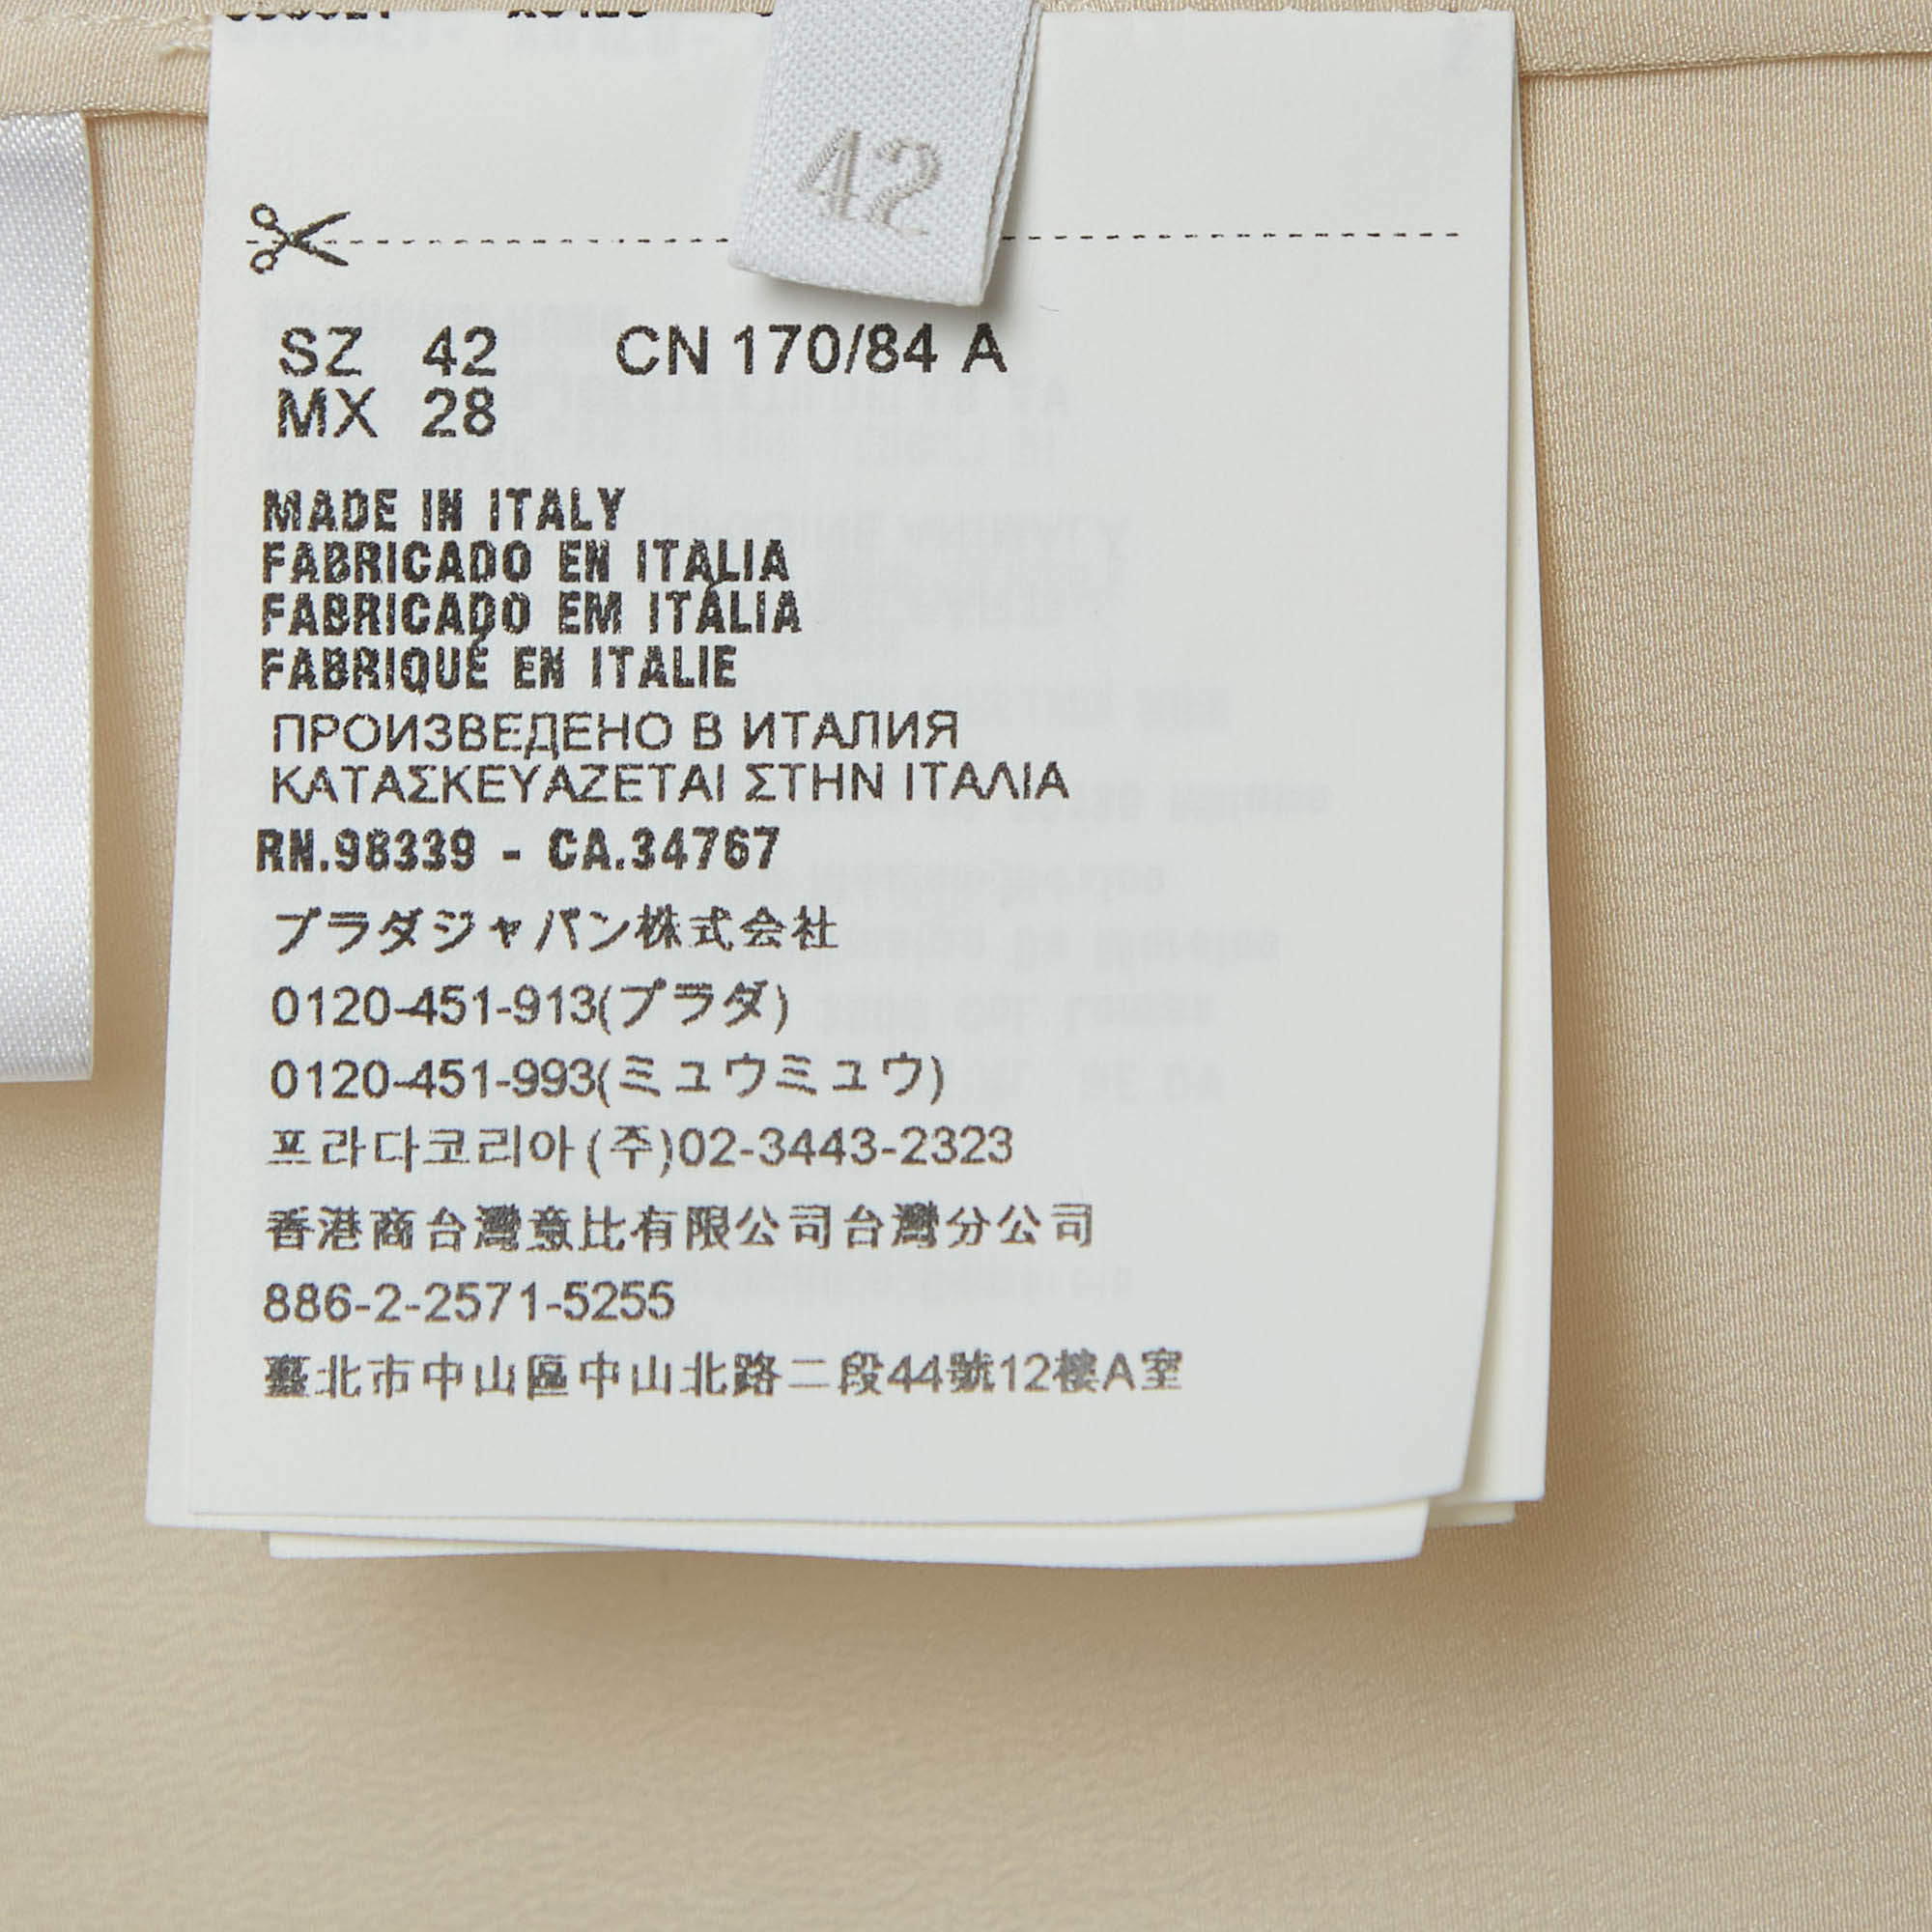 42
SZ 42 CN 170/84 A
MX 28
MADE IN ITALY
FABRICADO EN ITALIA
FABRICADO EM ITÁLIA
FABRIQUÉ EN ITALIE
ПРОИЗВЕДЕНО В ИТАЛИЯ
ΚΑΤΑΣΚΕΥΑΖΕΤΑΙ ΣΤΗΝ ΙΤΑΛΙΑ
RN.98339 - CA.34767
プラダジャパン株式会社
0120-451-913(プラダ)
0120-451-993(ミュウミュウ)
프라다코리아(주)02-3443-2323
香港商台灣意比有限公司台灣分公司
886-2-2571-5255
臺北市中山區中山北路二段44號12樓A室